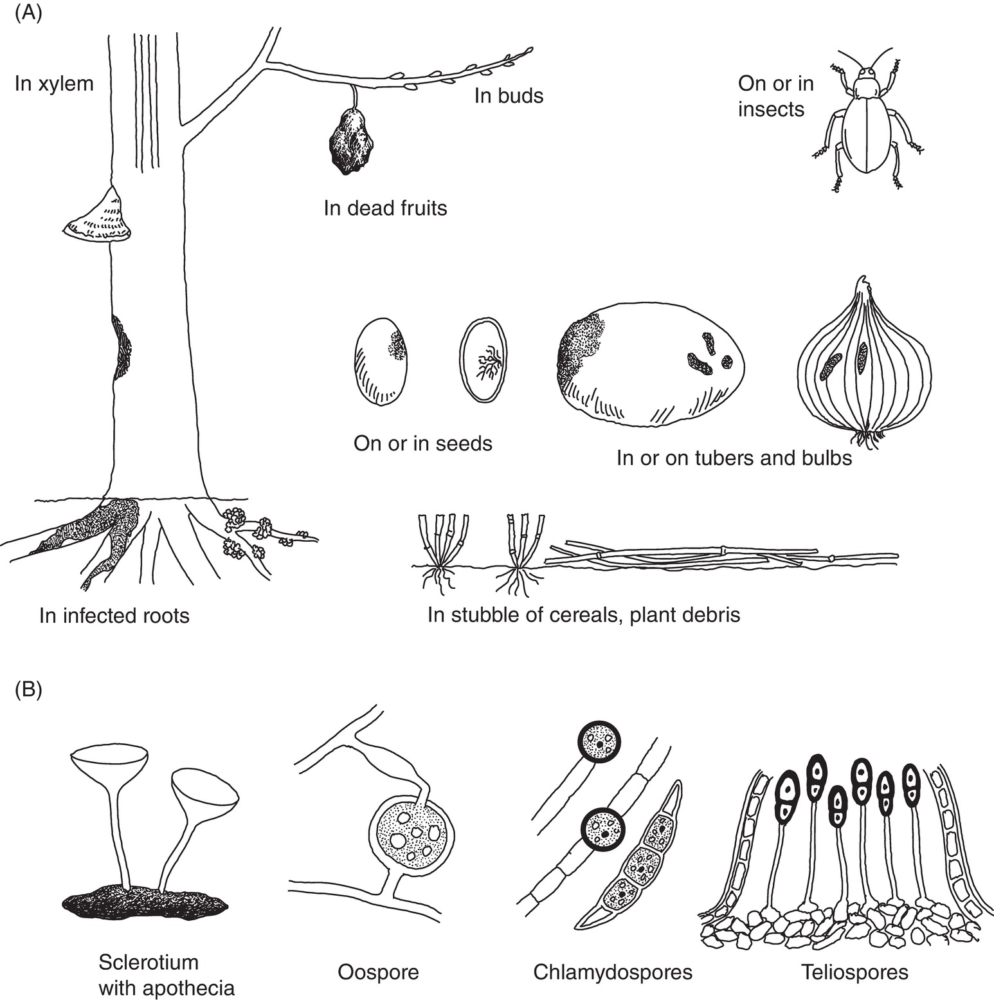 (A)
In xylem
In buds
On or in
insects
In dead fruits
On or in seeds
In or on tubers and bulbs
In infected roots
In stubble of cereals, plant debris
(B)
Sclerotium
with apothecia
Oospore
Chlamydospores
Teliospores